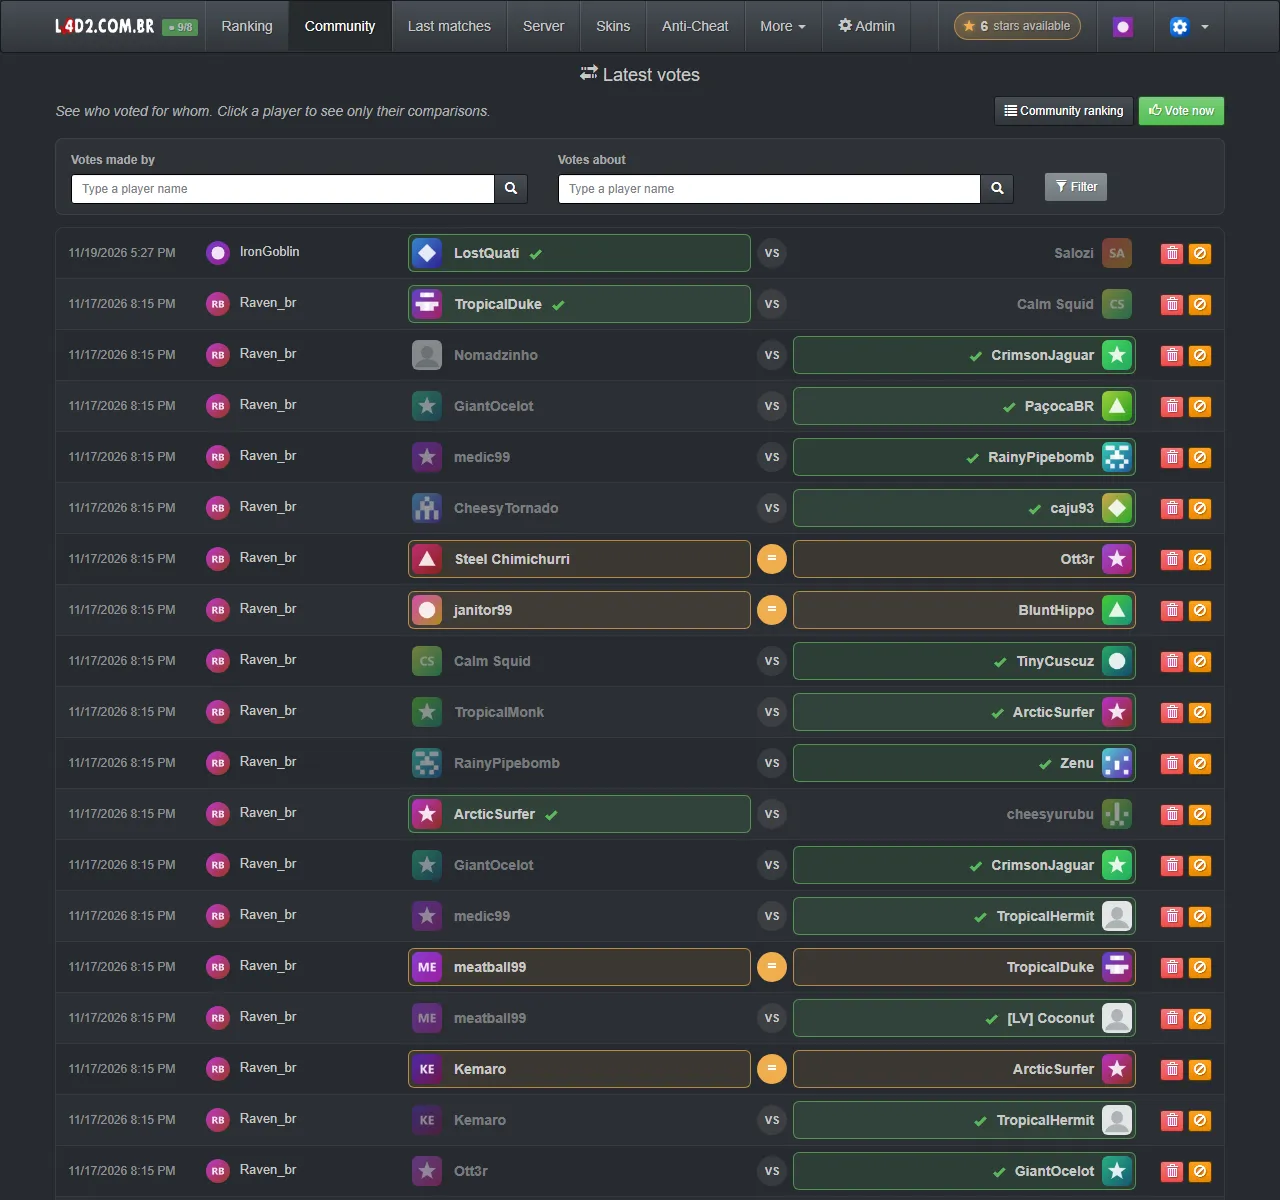 L4D2.COM.BR 9/8 Ranking Community Last matches Server Skins Anti-Cheat More Admin 6 stars available
Latest votes
See who voted for whom. Click a player to see only their comparisons. Community ranking Vote now
Votes made by Votes about
Type a player name Type a player name Filter
11/19/2026 5:27 PM IronGoblin LostQuati VS Salozi SA
11/17/2026 8:15 PM RB Raven_br TropicalDuke VS Calm Squid CS
11/17/2026 8:15 PM RB Raven_br Nomadzinho VS CrimsonJaguar
11/17/2026 8:15 PM RB Raven_br GiantOcelot VS PaçocaBR
11/17/2026 8:15 PM RB Raven_br medic99 VS RainyPipebomb
11/17/2026 8:15 PM RB Raven_br CheesyTornado VS caju93
11/17/2026 8:15 PM RB Raven_br Steel Chimichurri = Ott3r
11/17/2026 8:15 PM RB Raven_br janitor99 = BluntHippo
11/17/2026 8:15 PM RB Raven_br CS Calm Squid VS TinyCuscuz
11/17/2026 8:15 PM RB Raven_br TropicalMonk VS ArcticSurfer
11/17/2026 8:15 PM RB Raven_br RainyPipebomb VS Zenu
11/17/2026 8:15 PM RB Raven_br ArcticSurfer VS cheesyurubu
11/17/2026 8:15 PM RB Raven_br GiantOcelot VS CrimsonJaguar
11/17/2026 8:15 PM RB Raven_br medic99 VS TropicalHermit
11/17/2026 8:15 PM RB Raven_br ME meatball99 = TropicalDuke
11/17/2026 8:15 PM RB Raven_br ME meatball99 VS [LV] Coconut
11/17/2026 8:15 PM RB Raven_br KE Kemaro = ArcticSurfer
11/17/2026 8:15 PM RB Raven_br KE Kemaro VS TropicalHermit
11/17/2026 8:15 PM RB Raven_br Ott3r VS GiantOcelot